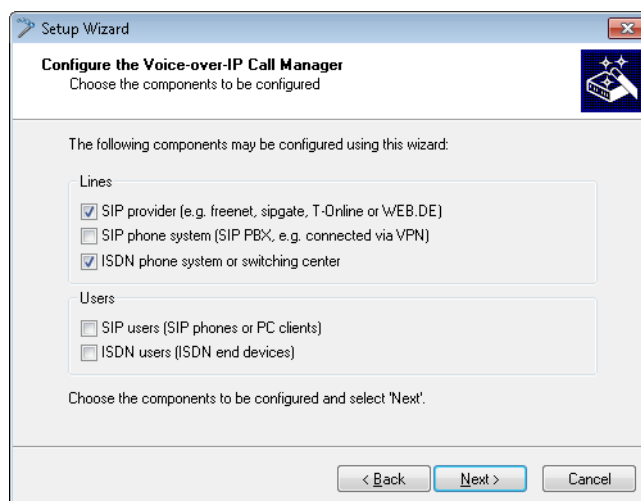 Setup Wizard
Configure the Voice-over-IP Call Manager
Choose the components to be configured
The following components may be configured using this wizard:
Lines
SIP provider (e.g. freenet, sipgate, T-Online or WEB.DE)
SIP phone system (SIP PBX, e.g. connected via VPN)
ISDN phone system or switching center
Users
SIP users (SIP phones or PC clients)
ISDN users (ISDN end devices)
Choose the components to be configured and select 'Next'.
< Back
Next >
Cancel